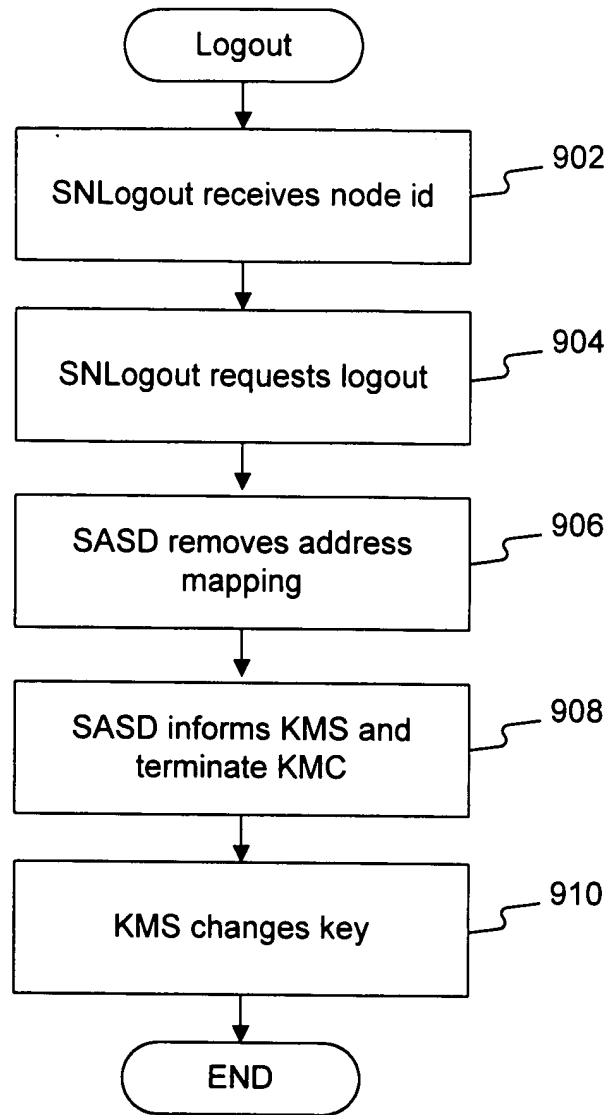 Logout
SNLogout receives node id
902
SNLogout requests logout
904
SASD removes address
mapping
906
SASD informs KMS and
terminate KMC
908
KMS changes key
910
END